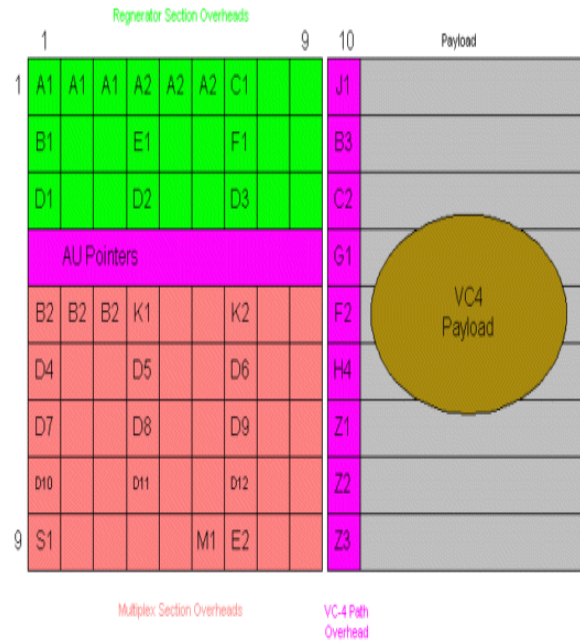 Regnerator Section Overheads
1 9 10 Payload
1 A1 A1 A1 A2 A2 A2 C1 J1
B1 E1 F1 B3
D1 D2 D3 C2
AU Pointers G1
B2 B2 B2 K1 K2 F2
VC4
Payload
D4 D5 D6 H4
D7 D8 D9 Z1
D10 D11 D12 Z2
9 S1 M1 E2 Z3
Multiplex Section Overheads
VC-4 Path
Overhead